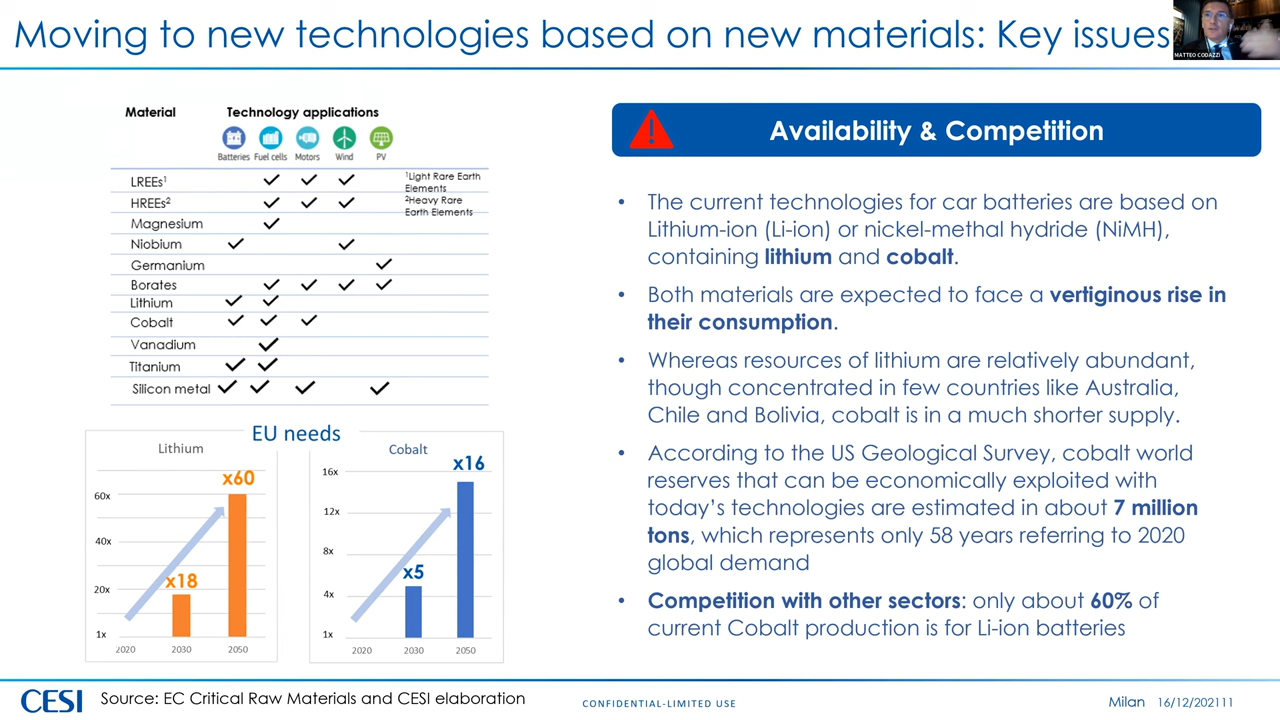 Moving to new technologies based on new materials: Key issues
MATTEO CODAZZI
Material Technology applications
Batteries Fuel cells Motors Wind PV
LREEs¹
HREEs²
Magnesium
Niobium
Germanium
Borates
Lithium
Cobalt
Vanadium
Titanium
Silicon metal
¹Light Rare Earth
Elements
²Heavy Rare
Earth Elements
EU needs
Lithium
60x
40x
20x
1x
x18
x60
2020 2030 2050
Cobalt
16x
12x
8x
4x
1x
x5
x16
2020 2030 2050
Availability & Competition
• The current technologies for car batteries are based on
Lithium-ion (Li-ion) or nickel-methal hydride (NiMH),
containing lithium and cobalt.
• Both materials are expected to face a vertiginous rise in
their consumption.
• Whereas resources of lithium are relatively abundant,
though concentrated in few countries like Australia,
Chile and Bolivia, cobalt is in a much shorter supply.
• According to the US Geological Survey, cobalt world
reserves that can be economically exploited with
today's technologies are estimated in about 7 million
tons, which represents only 58 years referring to 2020
global demand
• Competition with other sectors: only about 60% of
current Cobalt production is for Li-ion batteries
CESI
Source: EC Critical Raw Materials and CESI elaboration
CONFIDENTIAL-LIMITED USE
Milan 16/12/202111